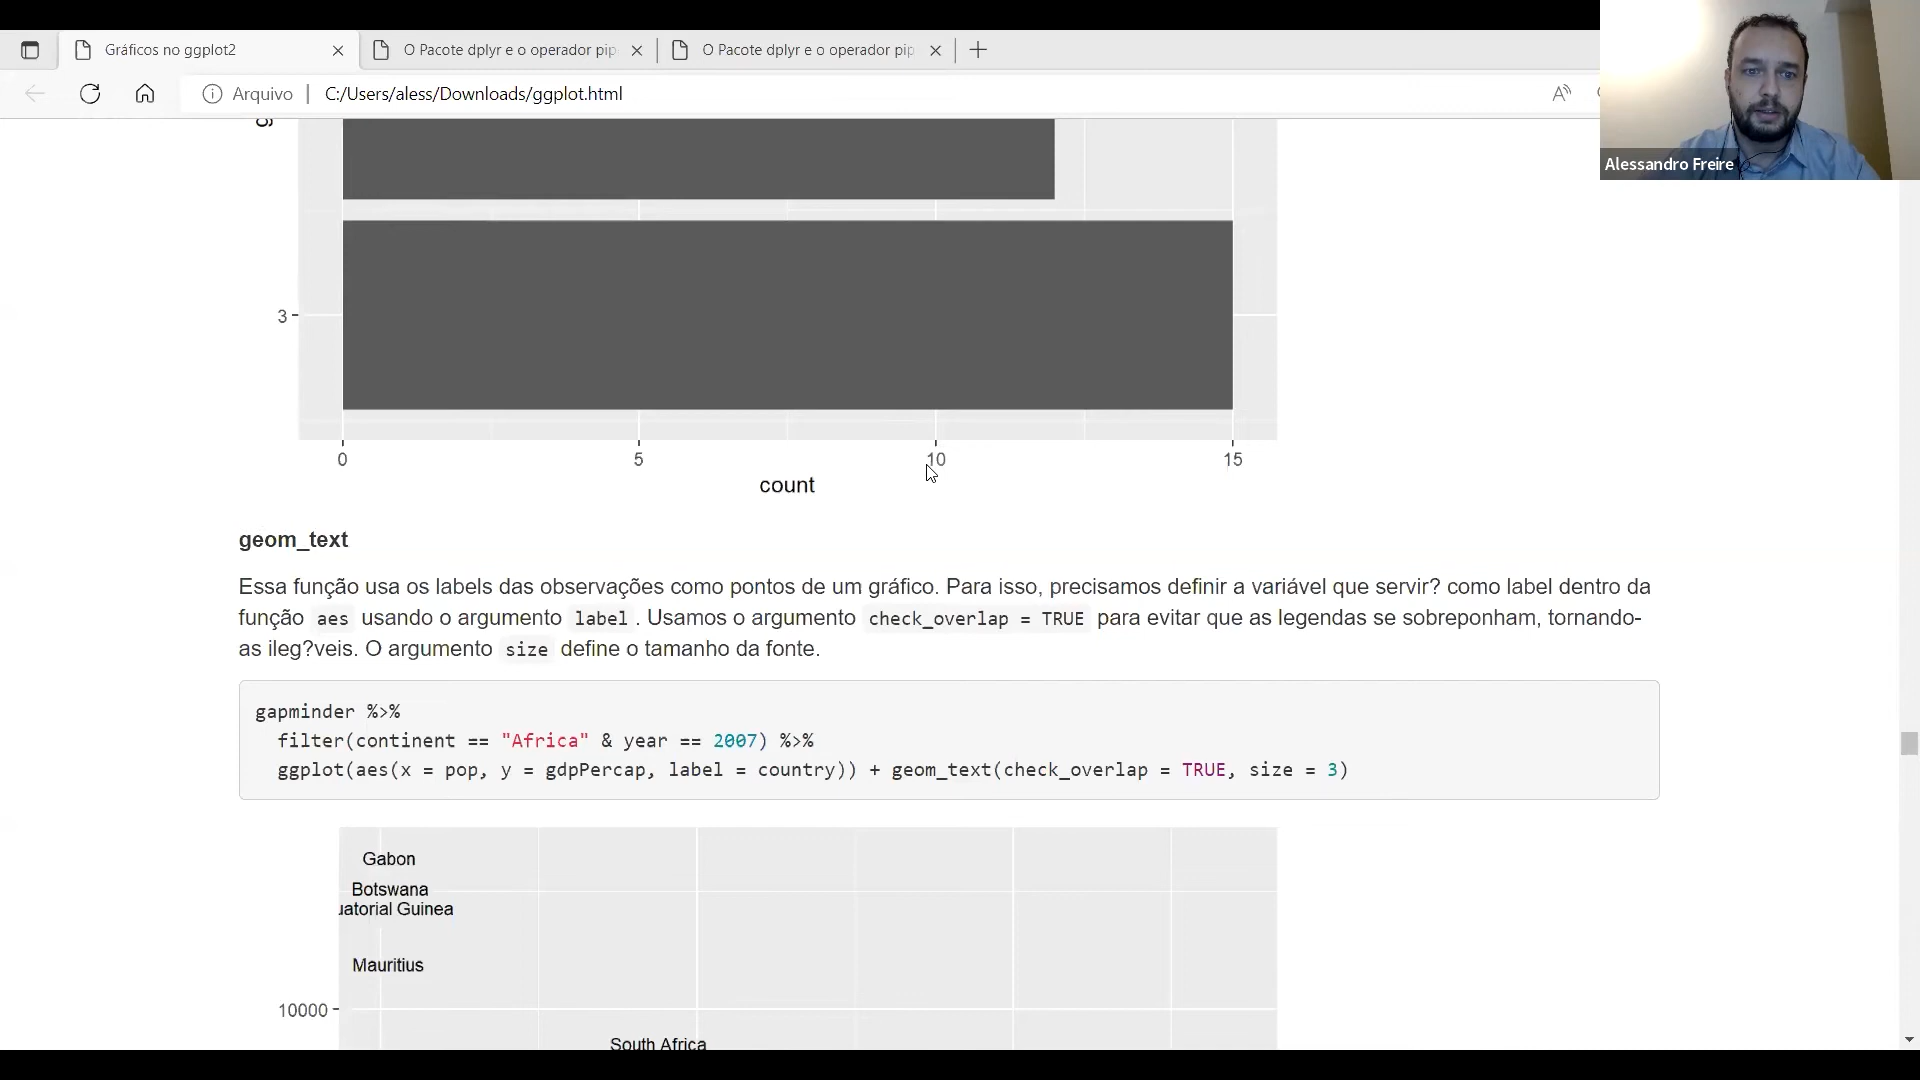 Gráficos no ggplot2
O Pacote dplyr e o operador pip
O Pacote dplyr e o operador pip
Arquivo
C:/Users/aless/Downloads/ggplot.html
Alessandro Freire
3
0 5 10 15
count
geom_text
Essa função usa os labels das observações como pontos de um gráfico. Para isso, precisamos definir a variável que servir? como label dentro da
função aes usando o argumento label . Usamos o argumento check_overlap = TRUE para evitar que as legendas se sobreponham, tornando-
as ileg?veis. O argumento size define o tamanho da fonte.
gapminder %>%
filter(continent == "Africa" & year == 2007) %>%
ggplot(aes(x = pop, y = gdpPercap, label = country)) + geom_text(check_overlap = TRUE, size = 3)
Gabon
Botswana
uatorial Guinea
Mauritius
10000
South Africa